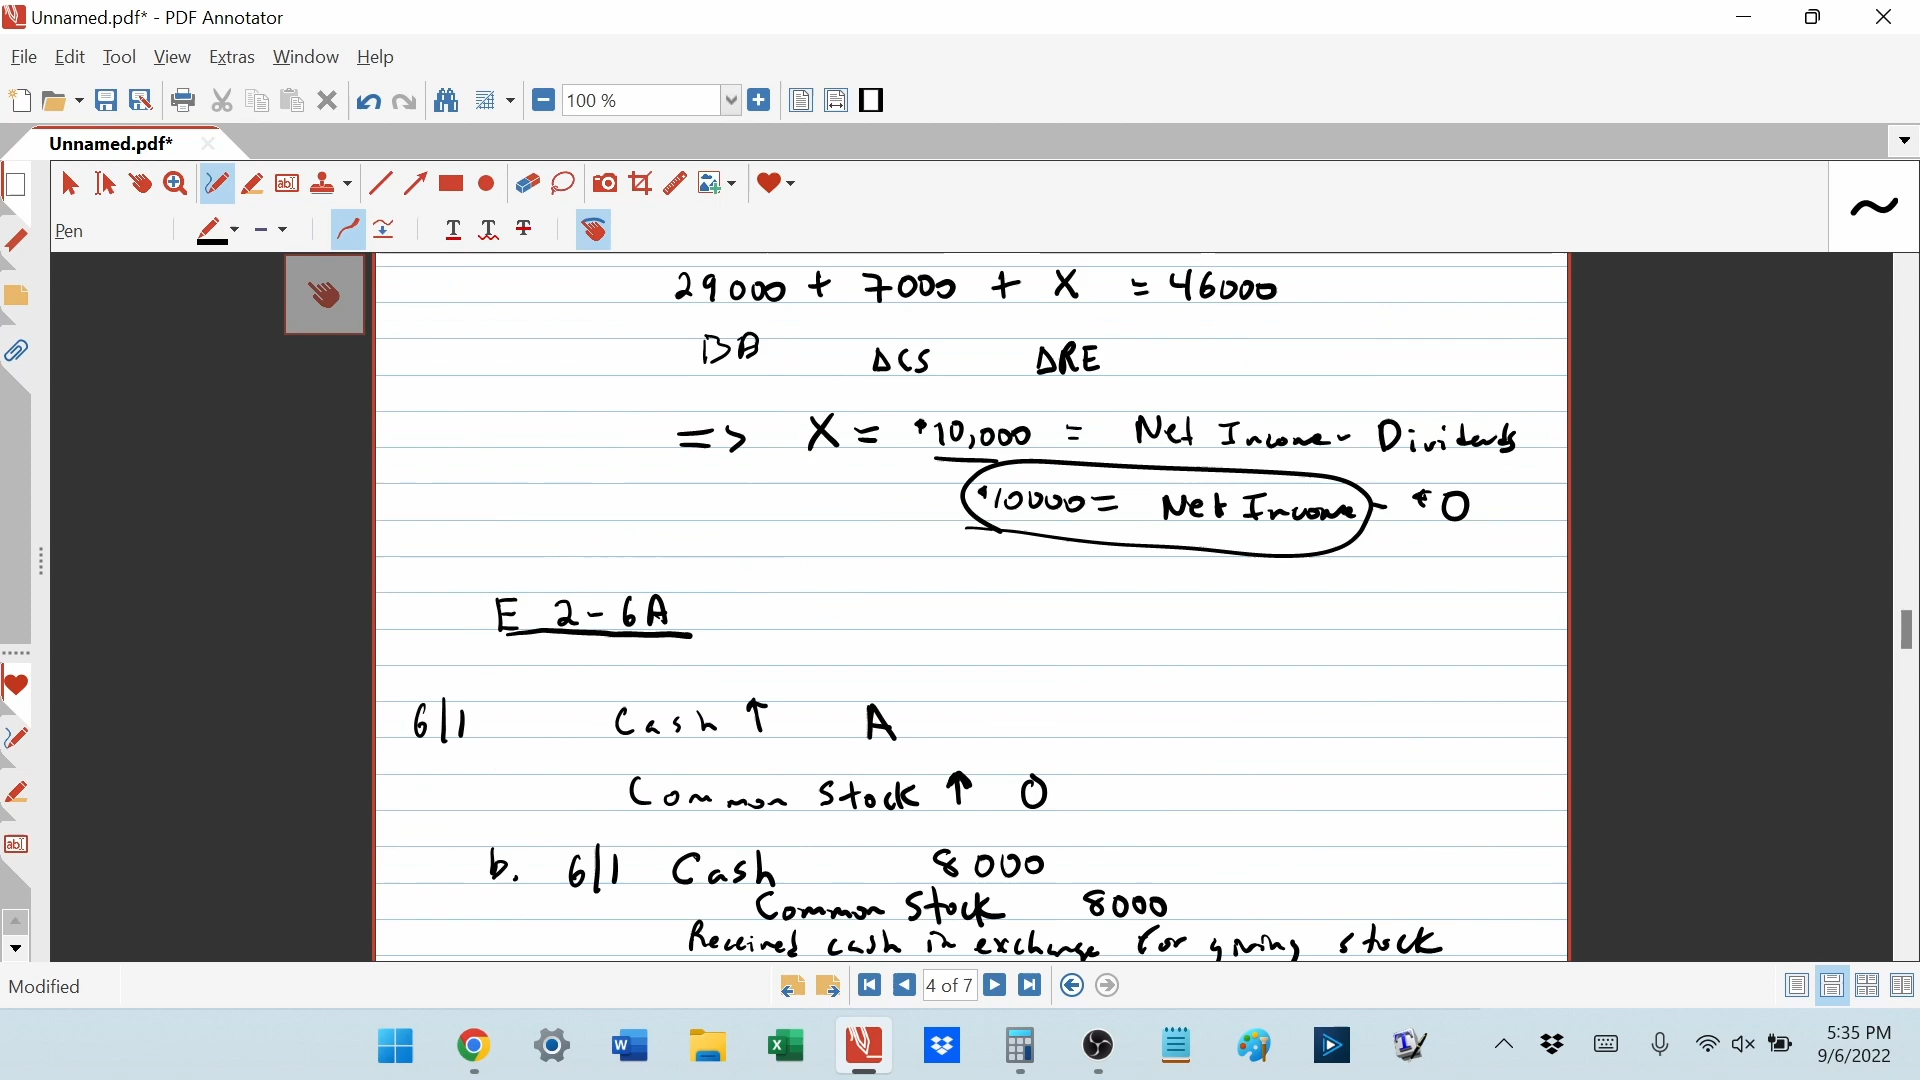 Unnamed.pdf* - PDF Annotator
File Edit Tool View Extras Window Help
100 %
Unnamed.pdf*
Pen
29000 + 7000 + X = 46000
ΔCS ΔRE
=> X = $10,000 = Net Income - Dividends
$10000 = Net Income - $0
E 2-6A
6/1 Cash ↑ A
Common Stock ↑ O
b. 6/1 Cash 8000
Common Stock 8000
Received cash in exchange for giving stock
Modified
4 of 7
5:35 PM
9/6/2022